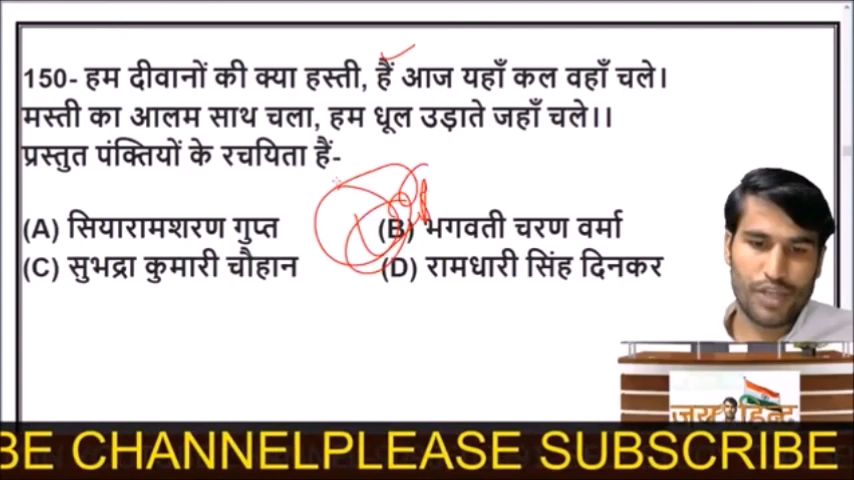 150- हम दीवानों की क्या हस्ती, हैं आज यहाँ कल वहाँ चले।
मस्ती का आलम साथ चला, हम धूल उड़ाते जहाँ चले।।
प्रस्तुत पंक्तियों के रचयिता हैं-
(A) सियारामशरण गुप्त (B) भगवती चरण वर्मा
(C) सुभद्रा कुमारी चौहान (D) रामधारी सिंह दिनकर
जय हिन्द
BE CHANNELPLEASE SUBSCRIBE